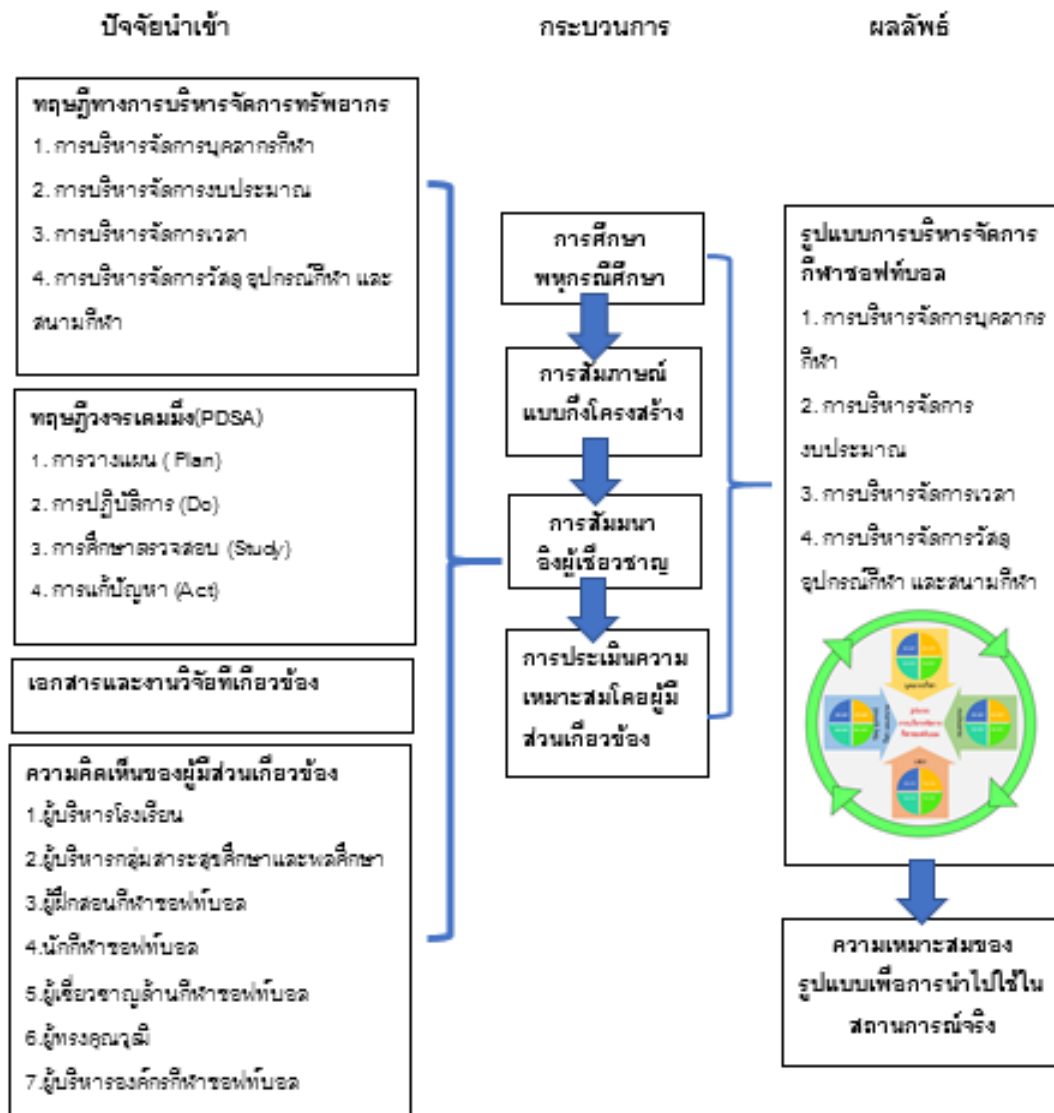 ปัจจัยนำเข้า
ทฤษฎีทางการบริหารจัดการทรัพยากร
1. การบริหารจัดการบุคลากรกีฬา
2. การบริหารจัดการงบประมาณ
3. การบริหารจัดการเวลา
4. การบริหารจัดการวัสดุ อุปกรณ์กีฬา และ
สนามกีฬา
ทฤษฎีวงจรเดมมิ่ง(PDSA)
1. การวางแผน ( Plan)
2. การปฏิบัติการ (Do)
3. การศึกษาตรวจสอบ (Study)
4. การแก้ปัญหา (Act)
เอกสารและงานวิจัยที่เกี่ยวข้อง
ความคิดเห็นของผู้มีส่วนเกี่ยวข้อง
1.ผู้บริหารโรงเรียน
2.ผู้บริหารกลุ่มสาระสุขศึกษาและพลศึกษา
3.ผู้ฝึกสอนกีฬาซอฟท์บอล
4.นักกีฬาซอฟท์บอล
5.ผู้เชี่ยวชาญด้านกีฬาซอฟท์บอล
6.ผู้ทรงคุณวุฒิ
7.ผู้บริหารองค์กรกีฬาซอฟท์บอล
กระบวนการ
การศึกษา
พหุกรณีศึกษา
การสัมภาษณ์
แบบกึ่งโครงสร้าง
การสัมมนา
อิงผู้เชี่ยวชาญ
การประเมินความ
เหมาะสมโดยผู้มี
ส่วนเกี่ยวข้อง
ผลลัพธ์
รูปแบบการบริหารจัดการ
กีฬาซอฟท์บอล
1. การบริหารจัดการบุคลากร
กีฬา
2. การบริหารจัดการ
งบประมาณ
3. การบริหารจัดการเวลา
4. การบริหารจัดการวัสดุ
อุปกรณ์กีฬา และสนามกีฬา
ความเหมาะสมของ
รูปแบบเพื่อการนำไปใช้ใน
สถานการณ์จริง